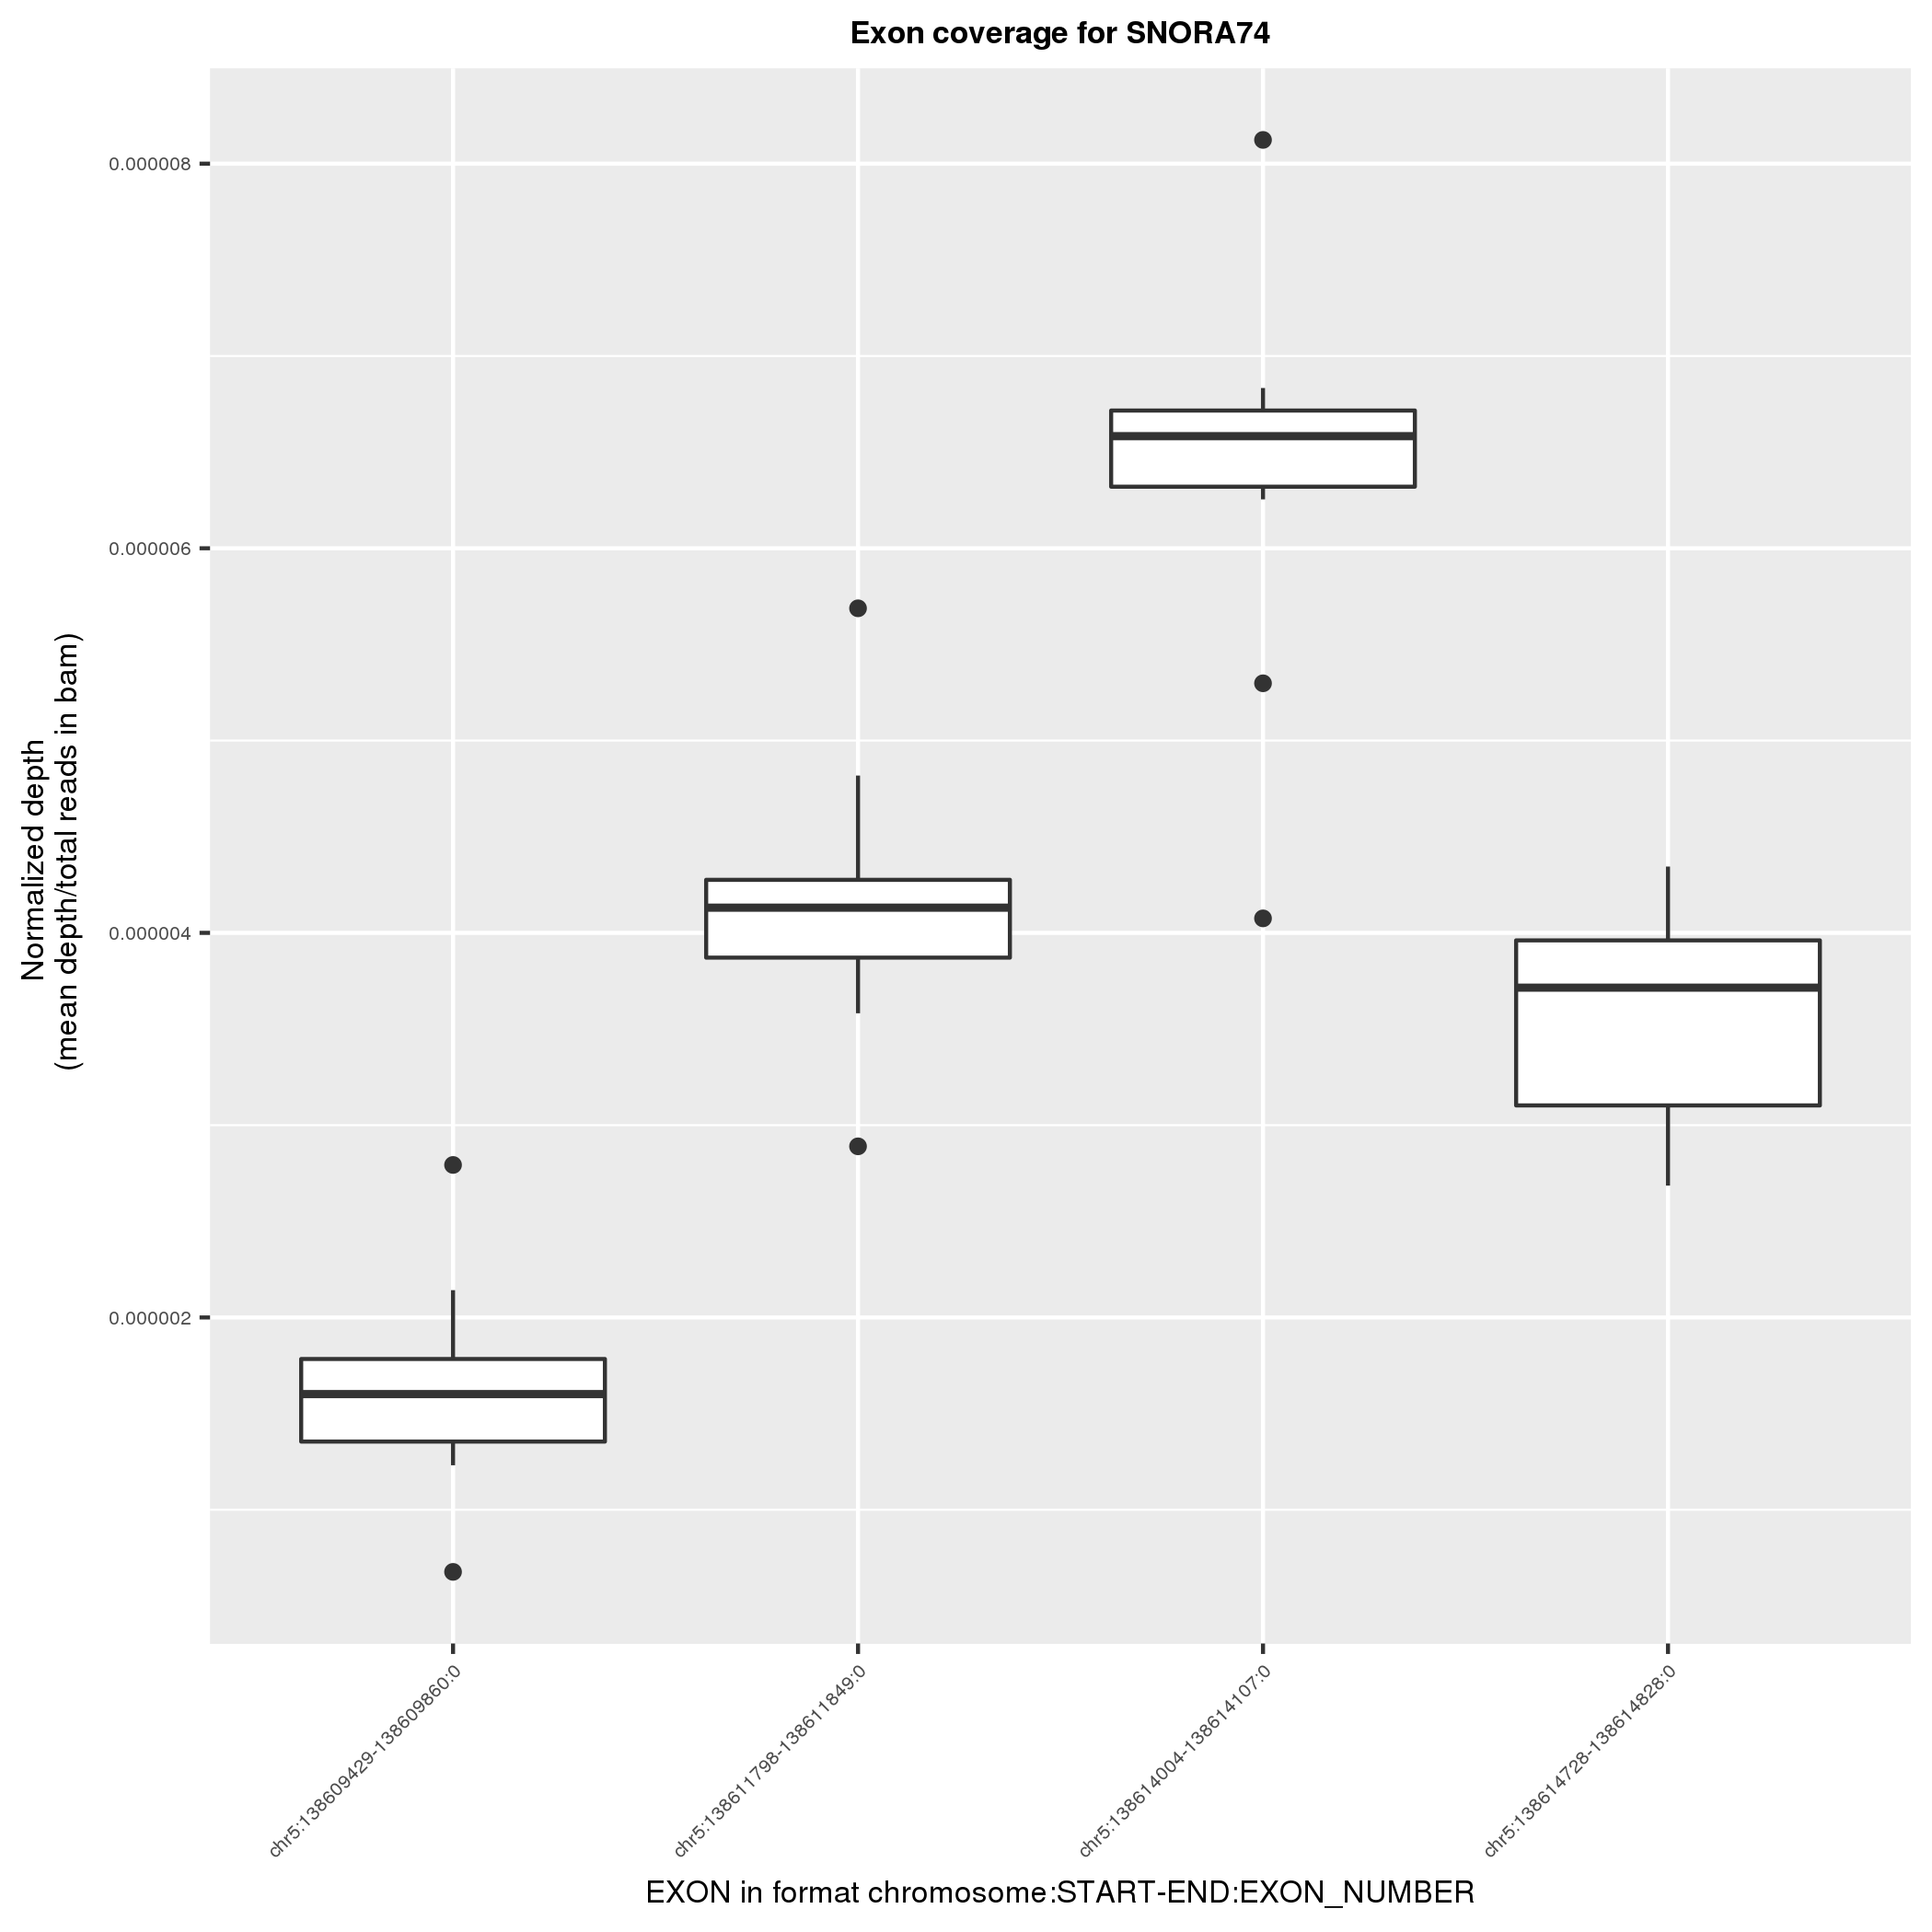 Exon coverage for SNORA74
0.000008
0.000006
0.000004
0.000002
Normalized depth
(mean depth/total reads in bam)
chr5:138609429-138609860:0
chr5:138611798-138611849:0
chr5:138614004-138614107:0
chr5:138614728-138614828:0
EXON in format chromosome:START-END:EXON_NUMBER